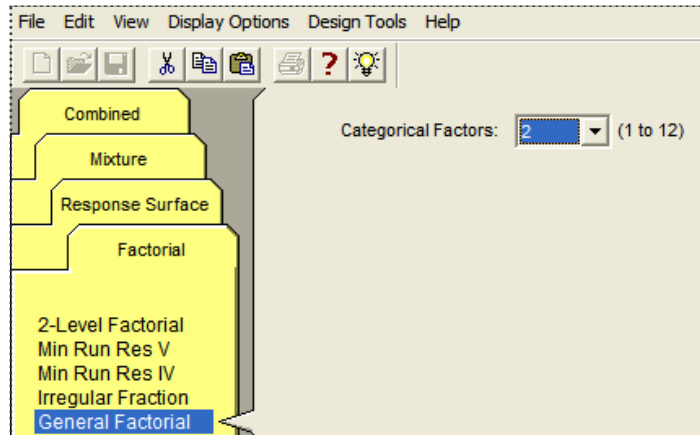 File Edit View Display Options Design Tools Help
Combined
Mixture
Response Surface
Factorial
Categorical Factors: 2 (1 to 12)
2-Level Factorial
Min Run Res V
Min Run Res IV
Irregular Fraction
General Factorial